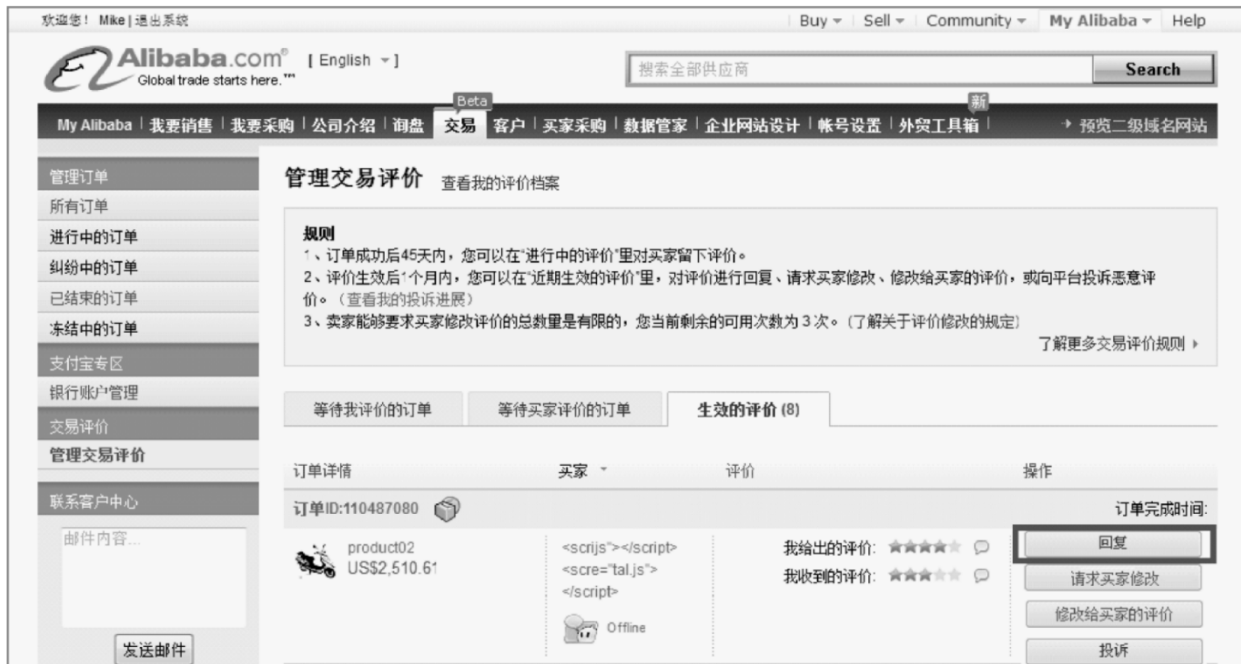 欢迎您! Mike | 退出系统
Buy Sell Community My Alibaba Help
Alibaba.com®
Global trade starts here.™
[ English ]
搜索全部供应商
Search
Beta
新
My Alibaba 我要销售 我要采购 公司介绍 询盘 交易 客户 买家采购 数据管家 企业网站设计 帐号设置 外贸工具箱 预览二级域名网站
管理订单
所有订单
进行中的订单
纠纷中的订单
已结束的订单
冻结中的订单
支付宝专区
银行账户管理
交易评价
管理交易评价
联系客户中心
邮件内容...
发送邮件
管理交易评价 查看我的评价档案
规则
1、订单成功后45天内,您可以在"进行中的评价"里对买家留下评价。
2、评价生效后1个月内,您可以在"近期生效的评价"里,对评价进行回复、请求买家修改、修改给买家的评价,或向平台投诉恶意评
价。(查看我的投诉进展)
3、卖家能够要求买家修改评价的总数量是有限的,您当前剩余的可用次数为3次。(了解关于评价修改的规定)
了解更多交易评价规则
等待我评价的订单 等待买家评价的订单 生效的评价 (8)
订单详情 买家 评价 操作
订单ID:110487080 订单完成时间:
product02
US$2,510.61
<scrijs"></script>
<scre="tal.js">
</script>
Offline
我给出的评价:
我收到的评价:
回复
请求买家修改
修改给买家的评价
投诉